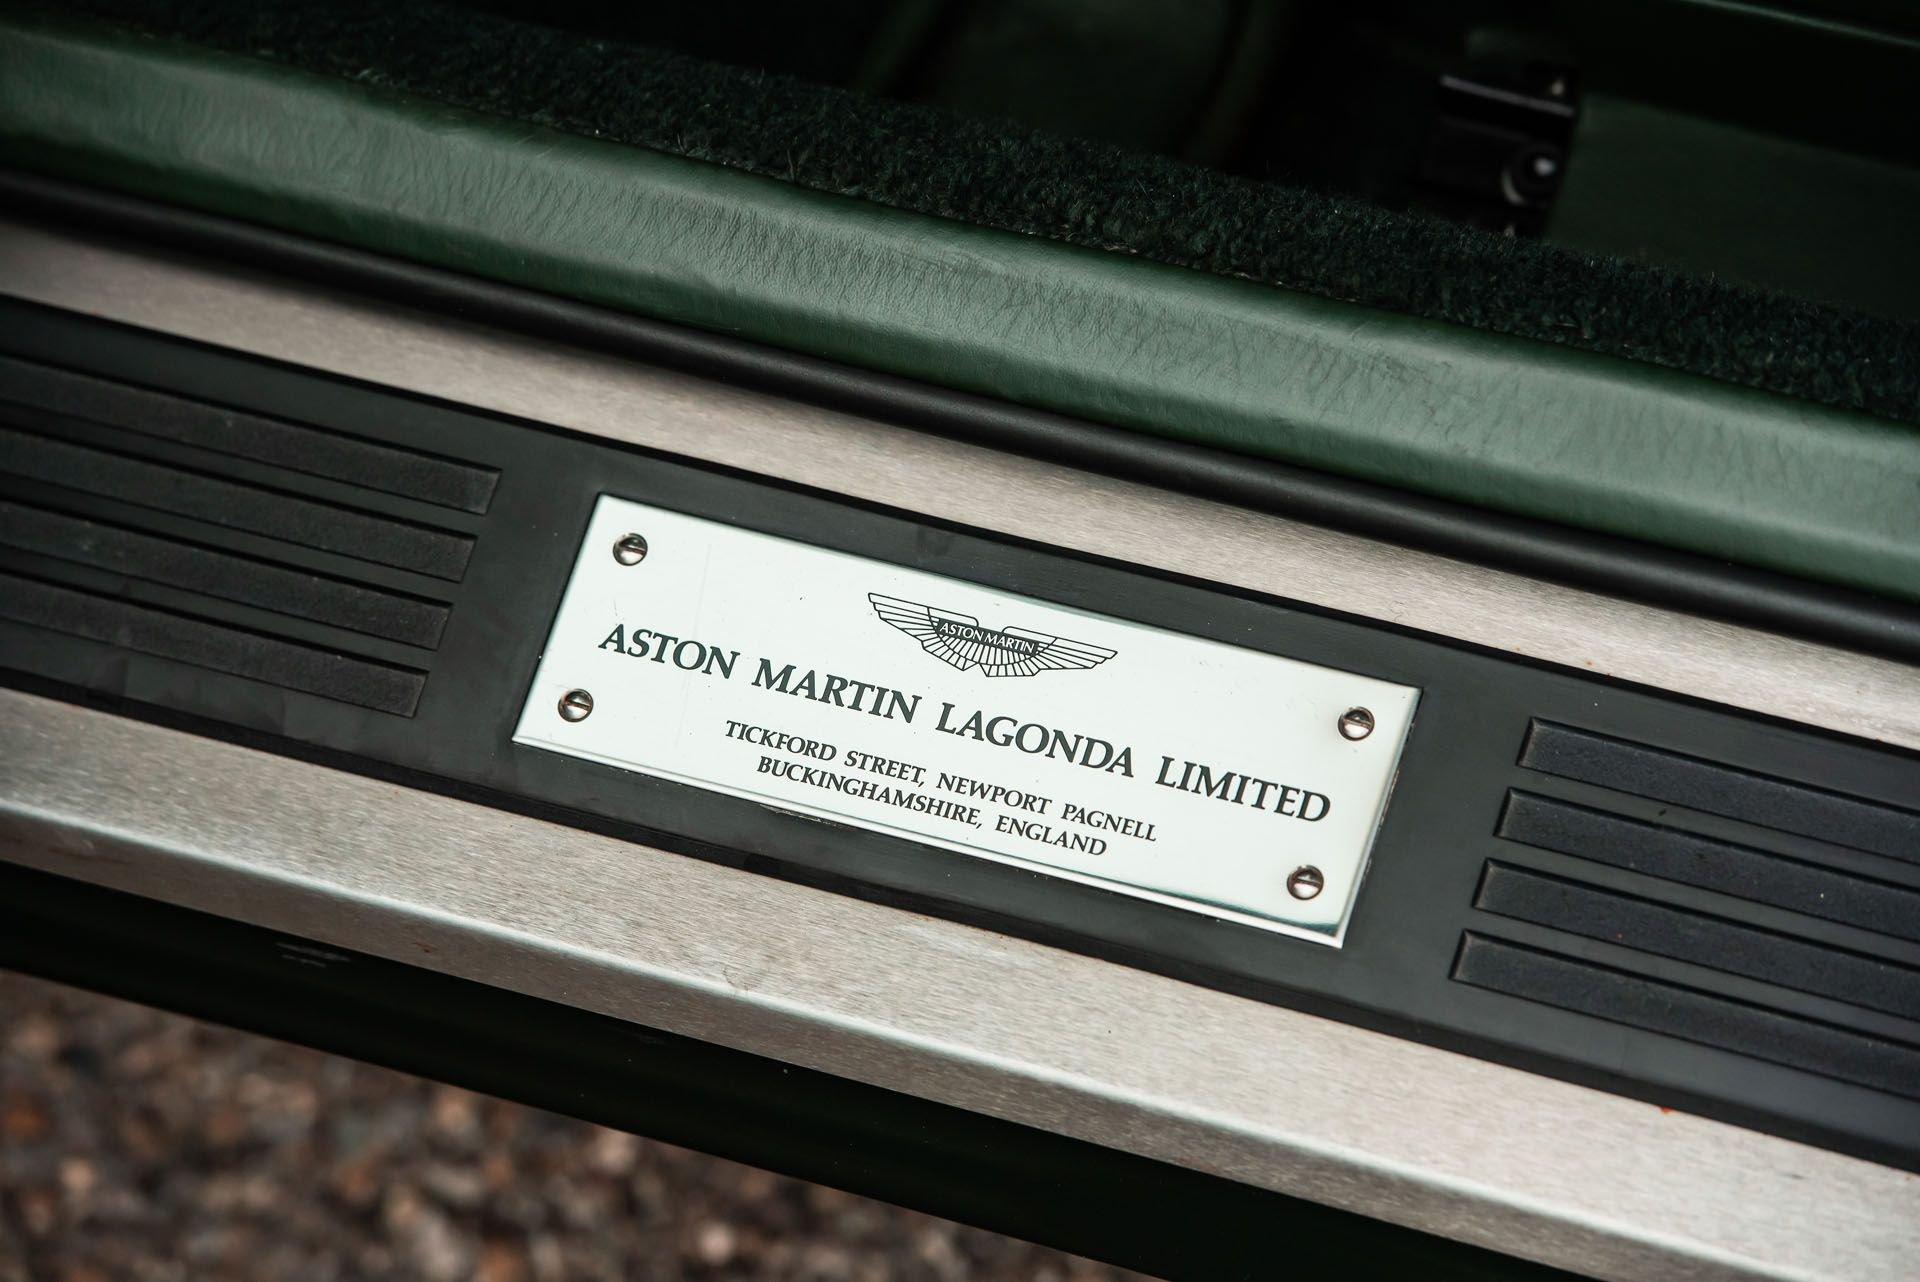 ASTON MARTIN
ASTON MARTIN LAGONDA LIMITED
TICKFORD STREET, NEWPORT PAGNELL
BUCKINGHAMSHIRE, ENGLAND